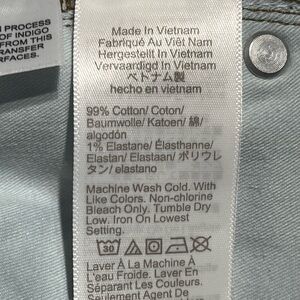 PROCESS
OF INDIGO
FROM THIS
TRANSFER
RFACES.
Made In Vietnam
Fabriqué Au Viêt Nam
Hergestellt In Vietnam
Vervaardigd In Vietnam
ベトナム製
hecho en vietnam
99% Cotton/ Coton/
Baumwolle/ Katoen/ 綿/
algodón
1% Elastane/ Élasthanne/
Elastan/ Elastaan/ ポリウレ
タン/ elastano
Machine Wash Cold. With
Like Colors. Non-chlorine
Bleach Only. Tumble Dry
Low. Iron On Lowest
Setting.
30
Laver À La Machine À
L'eau Froide. Laver En
Séparant Les Couleurs.
Seulement Agent De